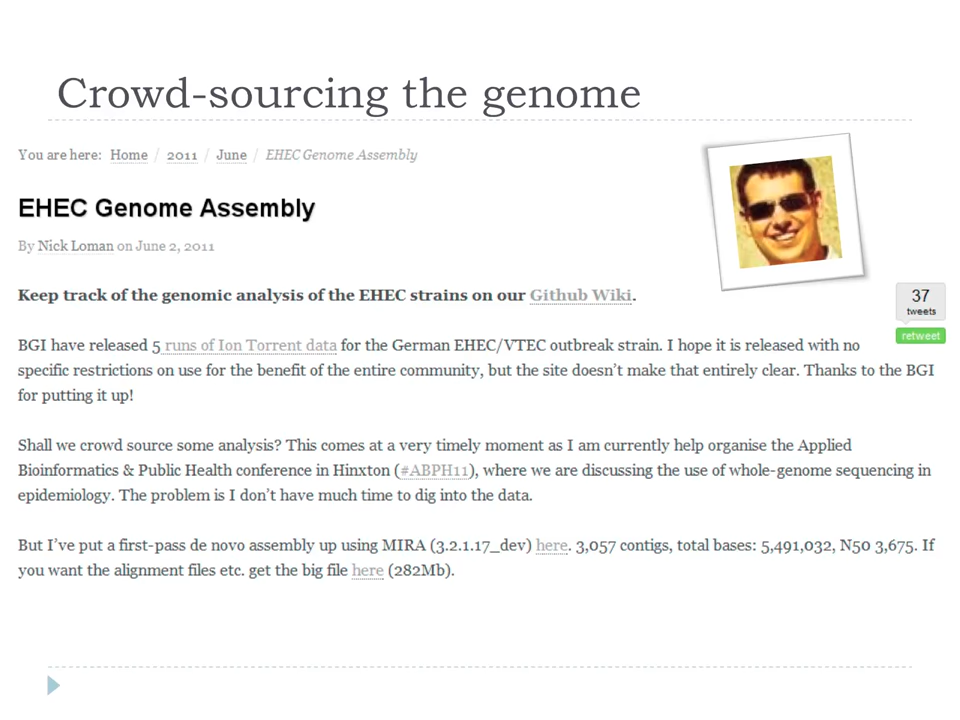 Crowd-sourcing the genome
You are here: Home / 2011 / June / EHEC Genome Assembly
EHEC Genome Assembly
By Nick Loman on June 2, 2011
Keep track of the genomic analysis of the EHEC strains on our Github Wiki.
37
tweets
retweet
BGI have released 5 runs of Ion Torrent data for the German EHEC/VTEC outbreak strain. I hope it is released with no
specific restrictions on use for the benefit of the entire community, but the site doesn't make that entirely clear. Thanks to the BGI
for putting it up!
Shall we crowd source some analysis? This comes at a very timely moment as I am currently help organise the Applied
Bioinformatics & Public Health conference in Hinxton (#ABPH11), where we are discussing the use of whole-genome sequencing in
epidemiology. The problem is I don't have much time to dig into the data.
But I've put a first-pass de novo assembly up using MIRA (3.2.1.17_dev) here. 3,057 contigs, total bases: 5,491,032, N50 3,675. If
you want the alignment files etc. get the big file here (282Mb).